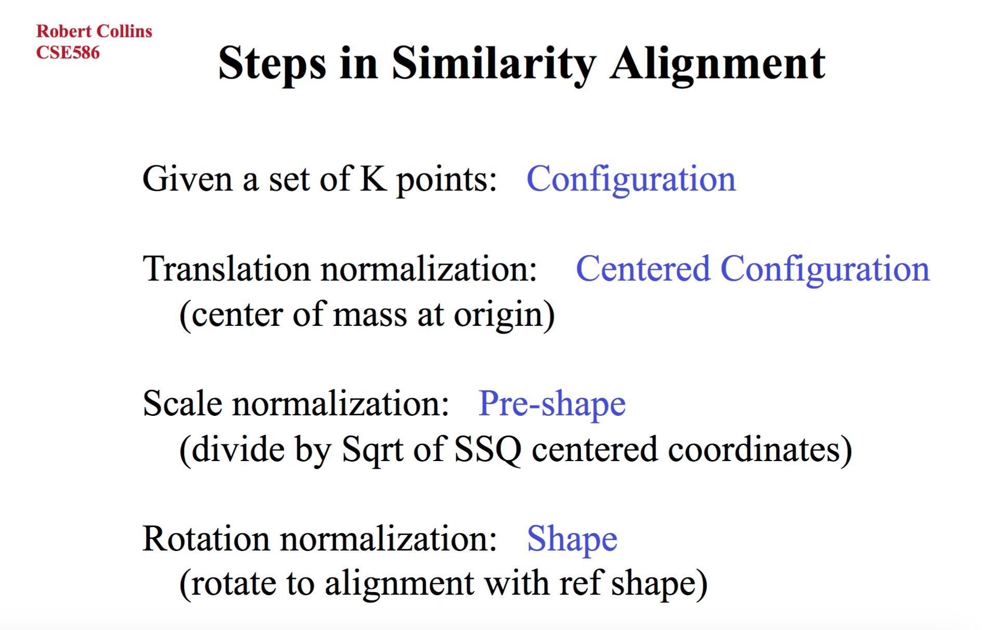 Robert Collins
CSE586
Steps in Similarity Alignment
Given a set of K points: Configuration
Translation normalization: Centered Configuration
(center of mass at origin)
Scale normalization: Pre-shape
(divide by Sqrt of SSQ centered coordinates)
Rotation normalization: Shape
(rotate to alignment with ref shape)